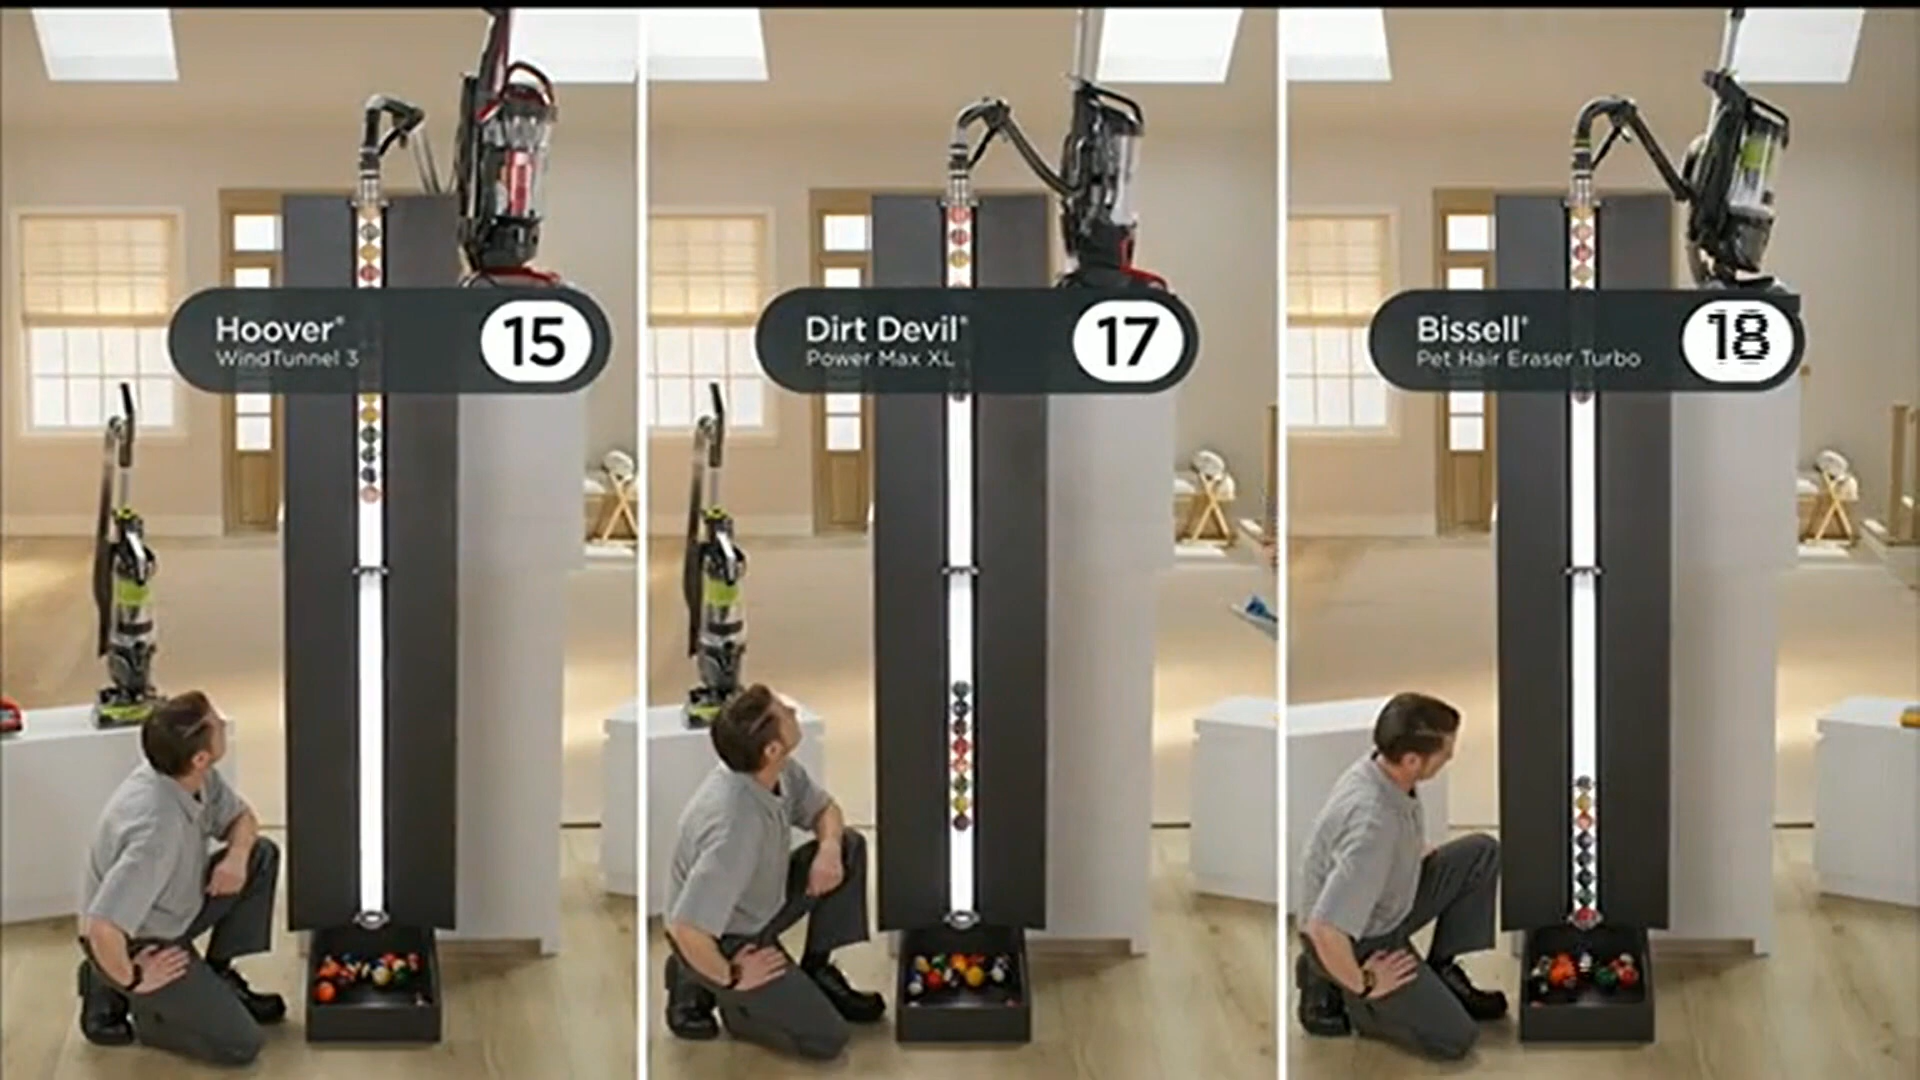 Hoover®
WindTunnel 3
15
Dirt Devil®
Power Max XL
17
Bissell®
Pet Hair Eraser Turbo
18